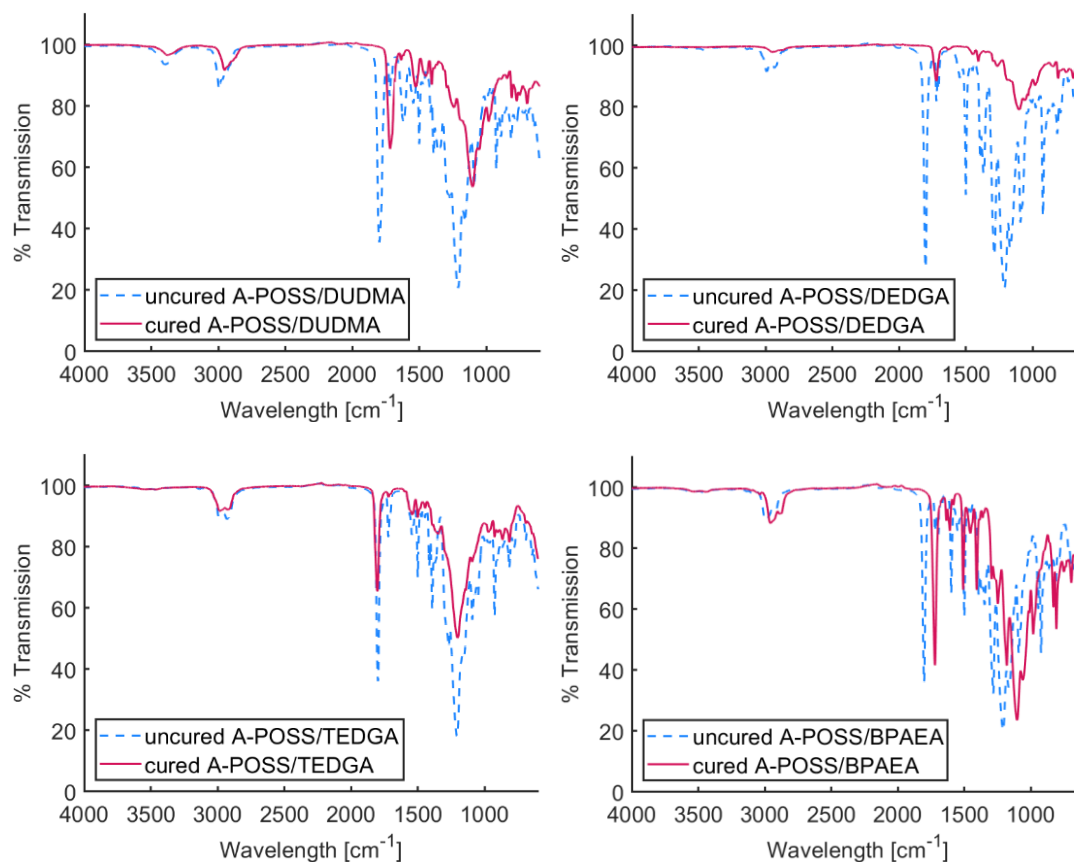 100
80
60
40
20
0
% Transmission
uncured A-POSS/DUDMA
cured A-POSS/DUDMA
4000 3500 3000 2500 2000 1500 1000
Wavelength [cm⁻¹]
100
80
60
40
20
0
% Transmission
uncured A-POSS/DEDGA
cured A-POSS/DEDGA
4000 3500 3000 2500 2000 1500 1000
Wavelength [cm⁻¹]
100
80
60
40
20
0
% Transmission
uncured A-POSS/TEDGA
cured A-POSS/TEDGA
4000 3500 3000 2500 2000 1500 1000
Wavelength [cm⁻¹]
100
80
60
40
20
0
% Transmission
uncured A-POSS/BPAEA
cured A-POSS/BPAEA
4000 3500 3000 2500 2000 1500 1000
Wavelength [cm⁻¹]